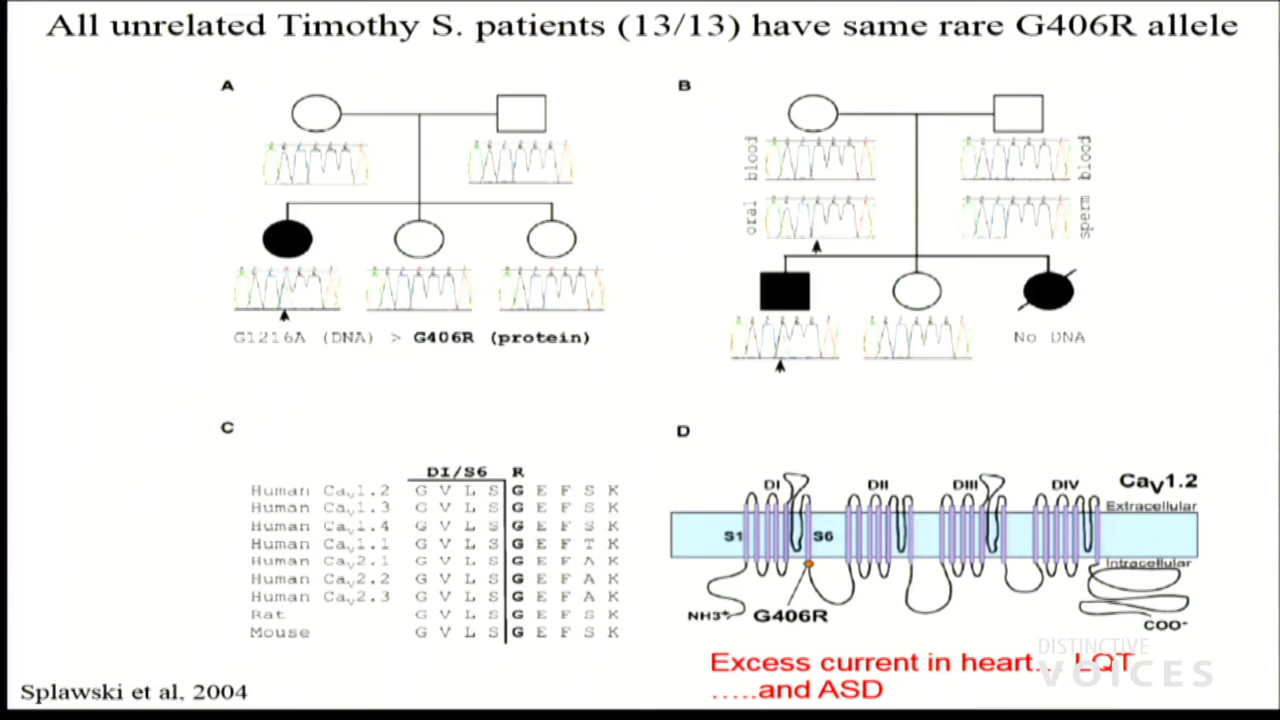 All unrelated Timothy S. patients (13/13) have same rare G406R allele
A
B
blood
blood
oral
sperm
G1216A (DNA) > G406R (protein)
No DNA
C
D
DI/S6 R
Human Cav1.2 G V L S G E F S K
Human Cav1.3 G V L S G E F S K
Human Cav1.4 G V L S G E F S K
Human Cav1.1 G V L S G E F T K
Human Cav2.1 G V L S G E F A K
Human Cav2.2 G V L S G E F A K
Human Cav2.3 G V L S G E F A K
Rat G V L S G E F S K
Mouse G V L S G E F S K
DI DII DIII DIV Cav1.2
Extracellular
S1 S6
Intracellular
NH3+ G406R
COO-
Excess current in heart... LQT
.....and ASD
DISTINCTIVE
VOICES
Splawski et al, 2004